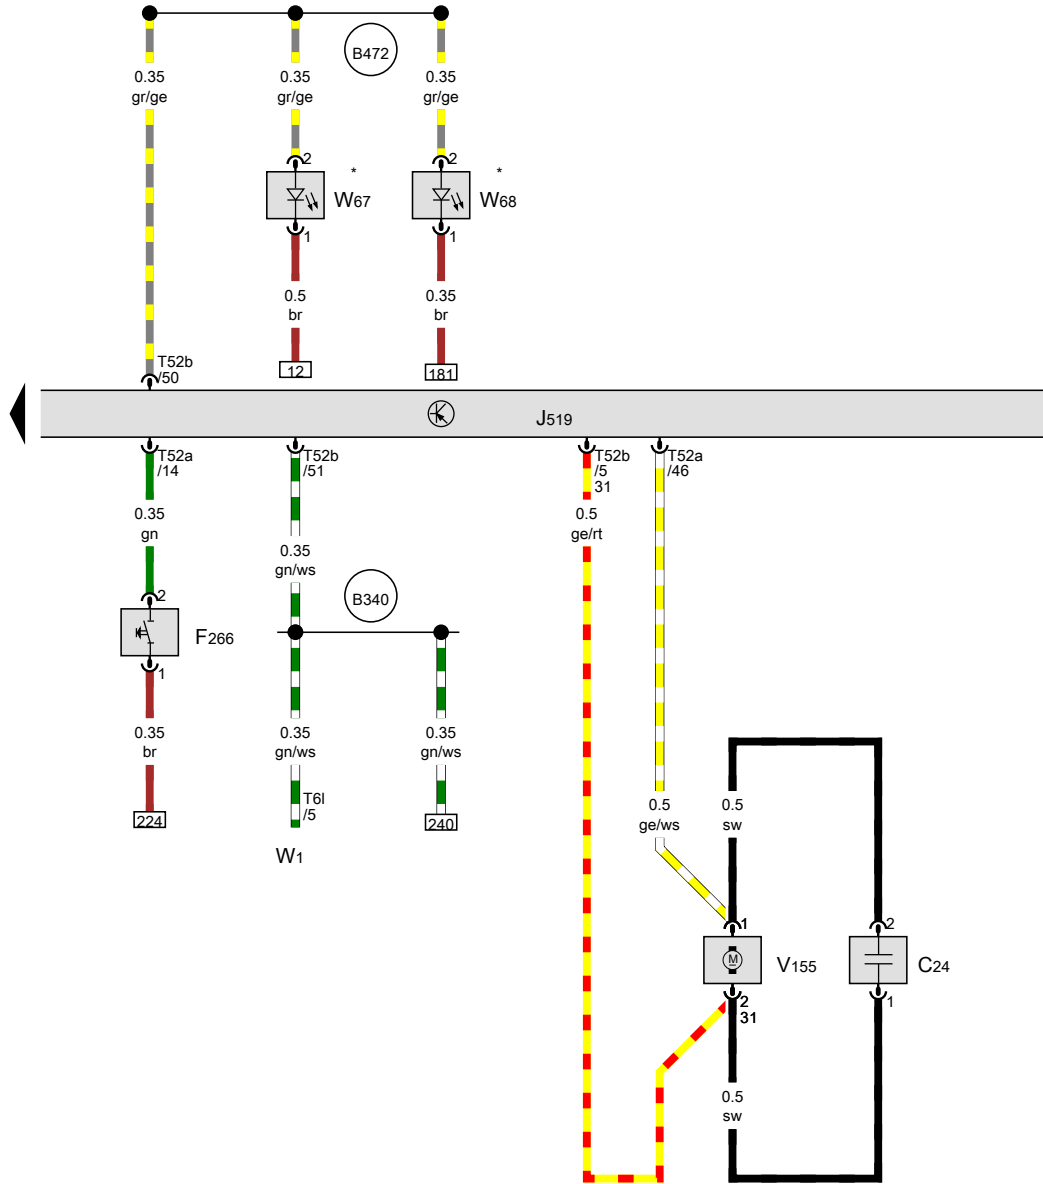 B472
0.35
gr/ge
0.35
gr/ge
0.35
gr/ge
2
*
W67
1
2
*
W68
1
0.5
br
0.35
br
12
181
T52b
/50
J519
T52a
/14
T52b
/51
T52b
/5
31
T52a
/46
0.35
gn
0.35
gn/ws
0.5
ge/rt
B340
2
F266
1
0.35
br
0.35
gn/ws
0.35
gn/ws
224
T6l
/5
240
W1
0.5
ge/ws
0.5
sw
1
M
V155
2
31
2
C24
1
0.5
sw